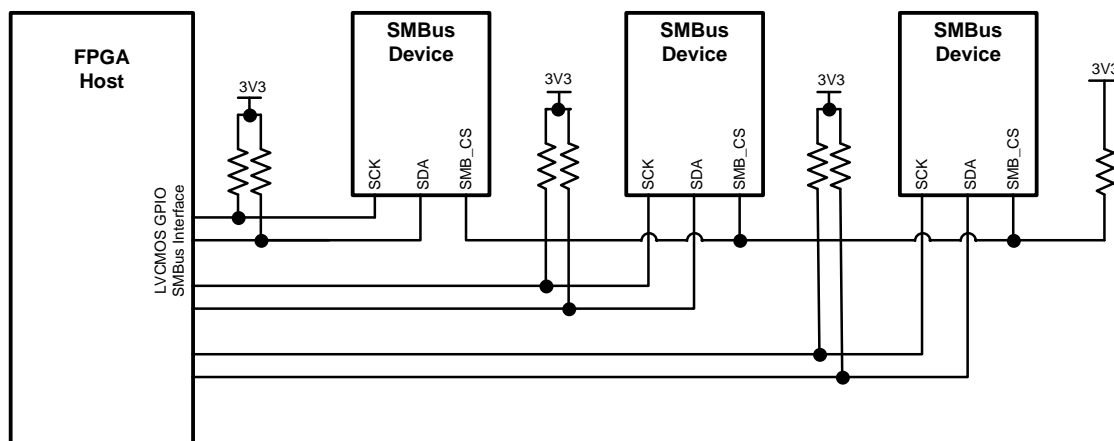 FPGA
Host
LVCMOS GPIO
SMBus Interface
3V3
SMBus
Device
SCK
SDA
SMB_CS
3V3
SMBus
Device
SCK
SDA
SMB_CS
3V3
SMBus
Device
SCK
SDA
SMB_CS
3V3